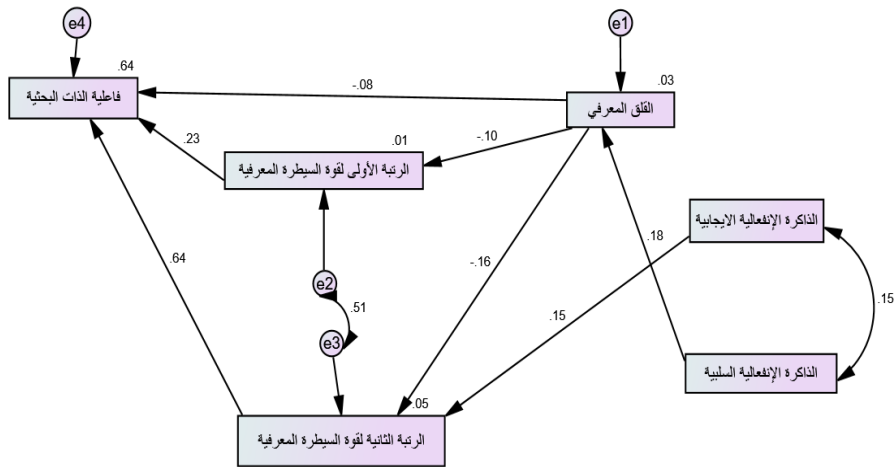 e4
e1
.64
.03
فاعلية الذات البحثية
-.08
القلق المعرفي
.23
.01
-.10
الرتبة الأولى لقوة السيطرة المعرفية
الذاكرة الإنفعالية الايجابية
.18
.64
-.16
e2
.51
.15
.15
e3
الذاكرة الإنفعالية السلبية
.05
الرتبة الثانية لقوة السيطرة المعرفية